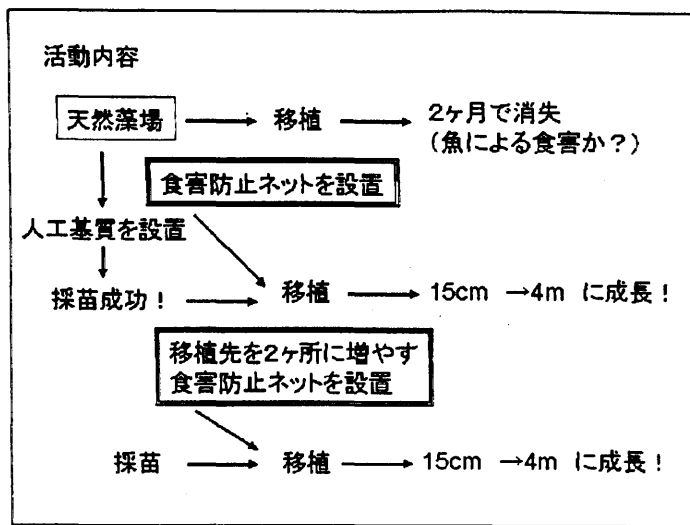 活動内容
天然藻場 → 移植 → 2ヶ月で消失
(魚による食害か?)
食害防止ネットを設置
人工基質を設置
採苗成功! → 移植 → 15cm →4m に成長!
移植先を2ヶ所に増やす
食害防止ネットを設置
採苗 → 移植 → 15cm →4m に成長!